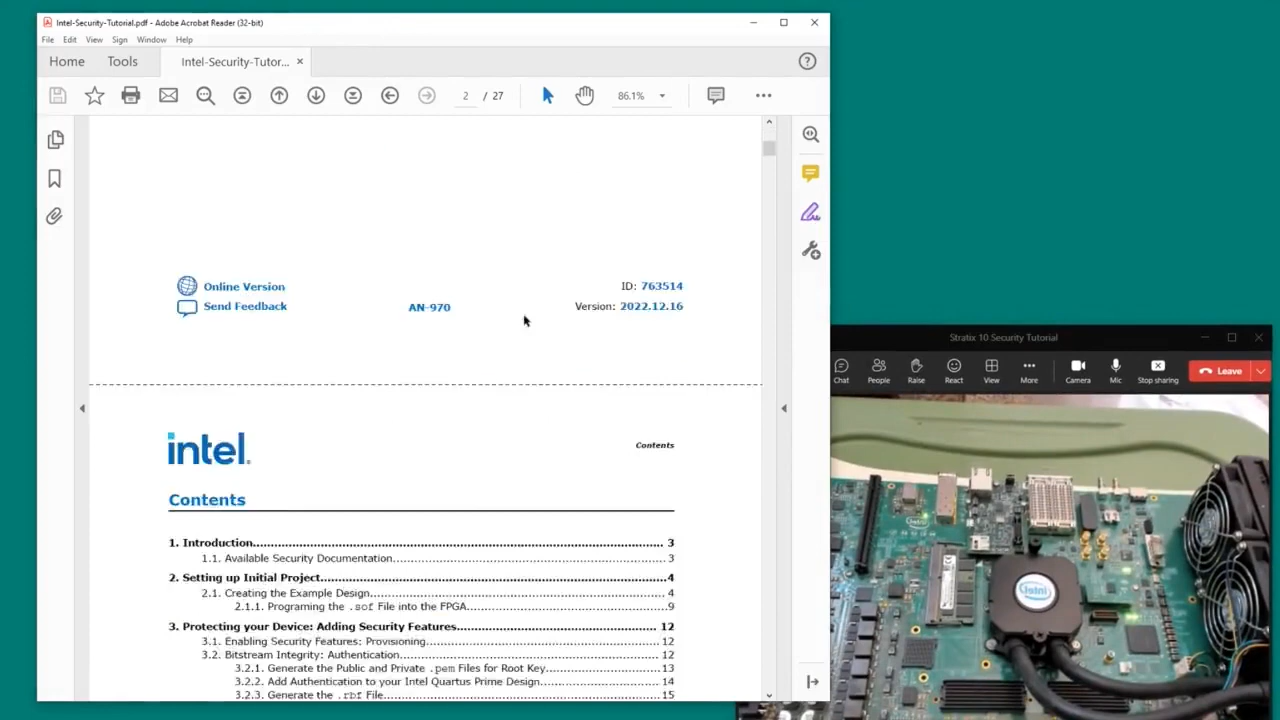 Intel-Security-Tutorial.pdf - Adobe Acrobat Reader (32-bit)
File Edit View Sign Window Help
Home Tools Intel-Security-Tutor... ×
2 / 27 86.1%
Online Version
Send Feedback
AN-970
ID: 763514
Version: 2022.12.16
intel.
Contents
Contents
1. Introduction 3
1.1. Available Security Documentation 3
2. Setting up Initial Project 4
2.1. Creating the Example Design 4
2.1.1. Programing the .sof File into the FPGA 9
3. Protecting your Device: Adding Security Features 12
3.1. Enabling Security Features: Provisioning 12
3.2. Bitstream Integrity: Authentication 12
3.2.1. Generate the Public and Private .pem Files for Root Key 13
3.2.2. Add Authentication to your Intel Quartus Prime Design 14
3.2.3. Generate the .rbf File 15
Stratix 10 Security Tutorial
Chat People Raise React View More Camera Mic Stop sharing Leave
intel